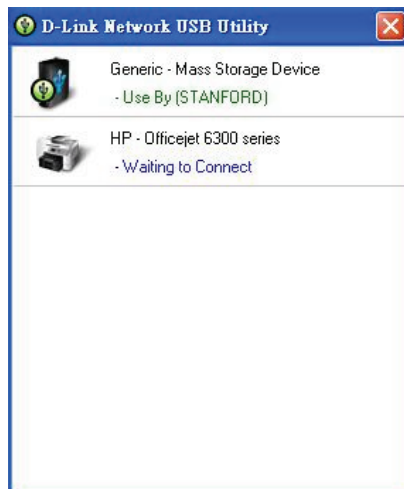 D-Link Network USB Utility
Generic - Mass Storage Device
- Use By (STANFORD)
HP - Officejet 6300 series
- Waiting to Connect